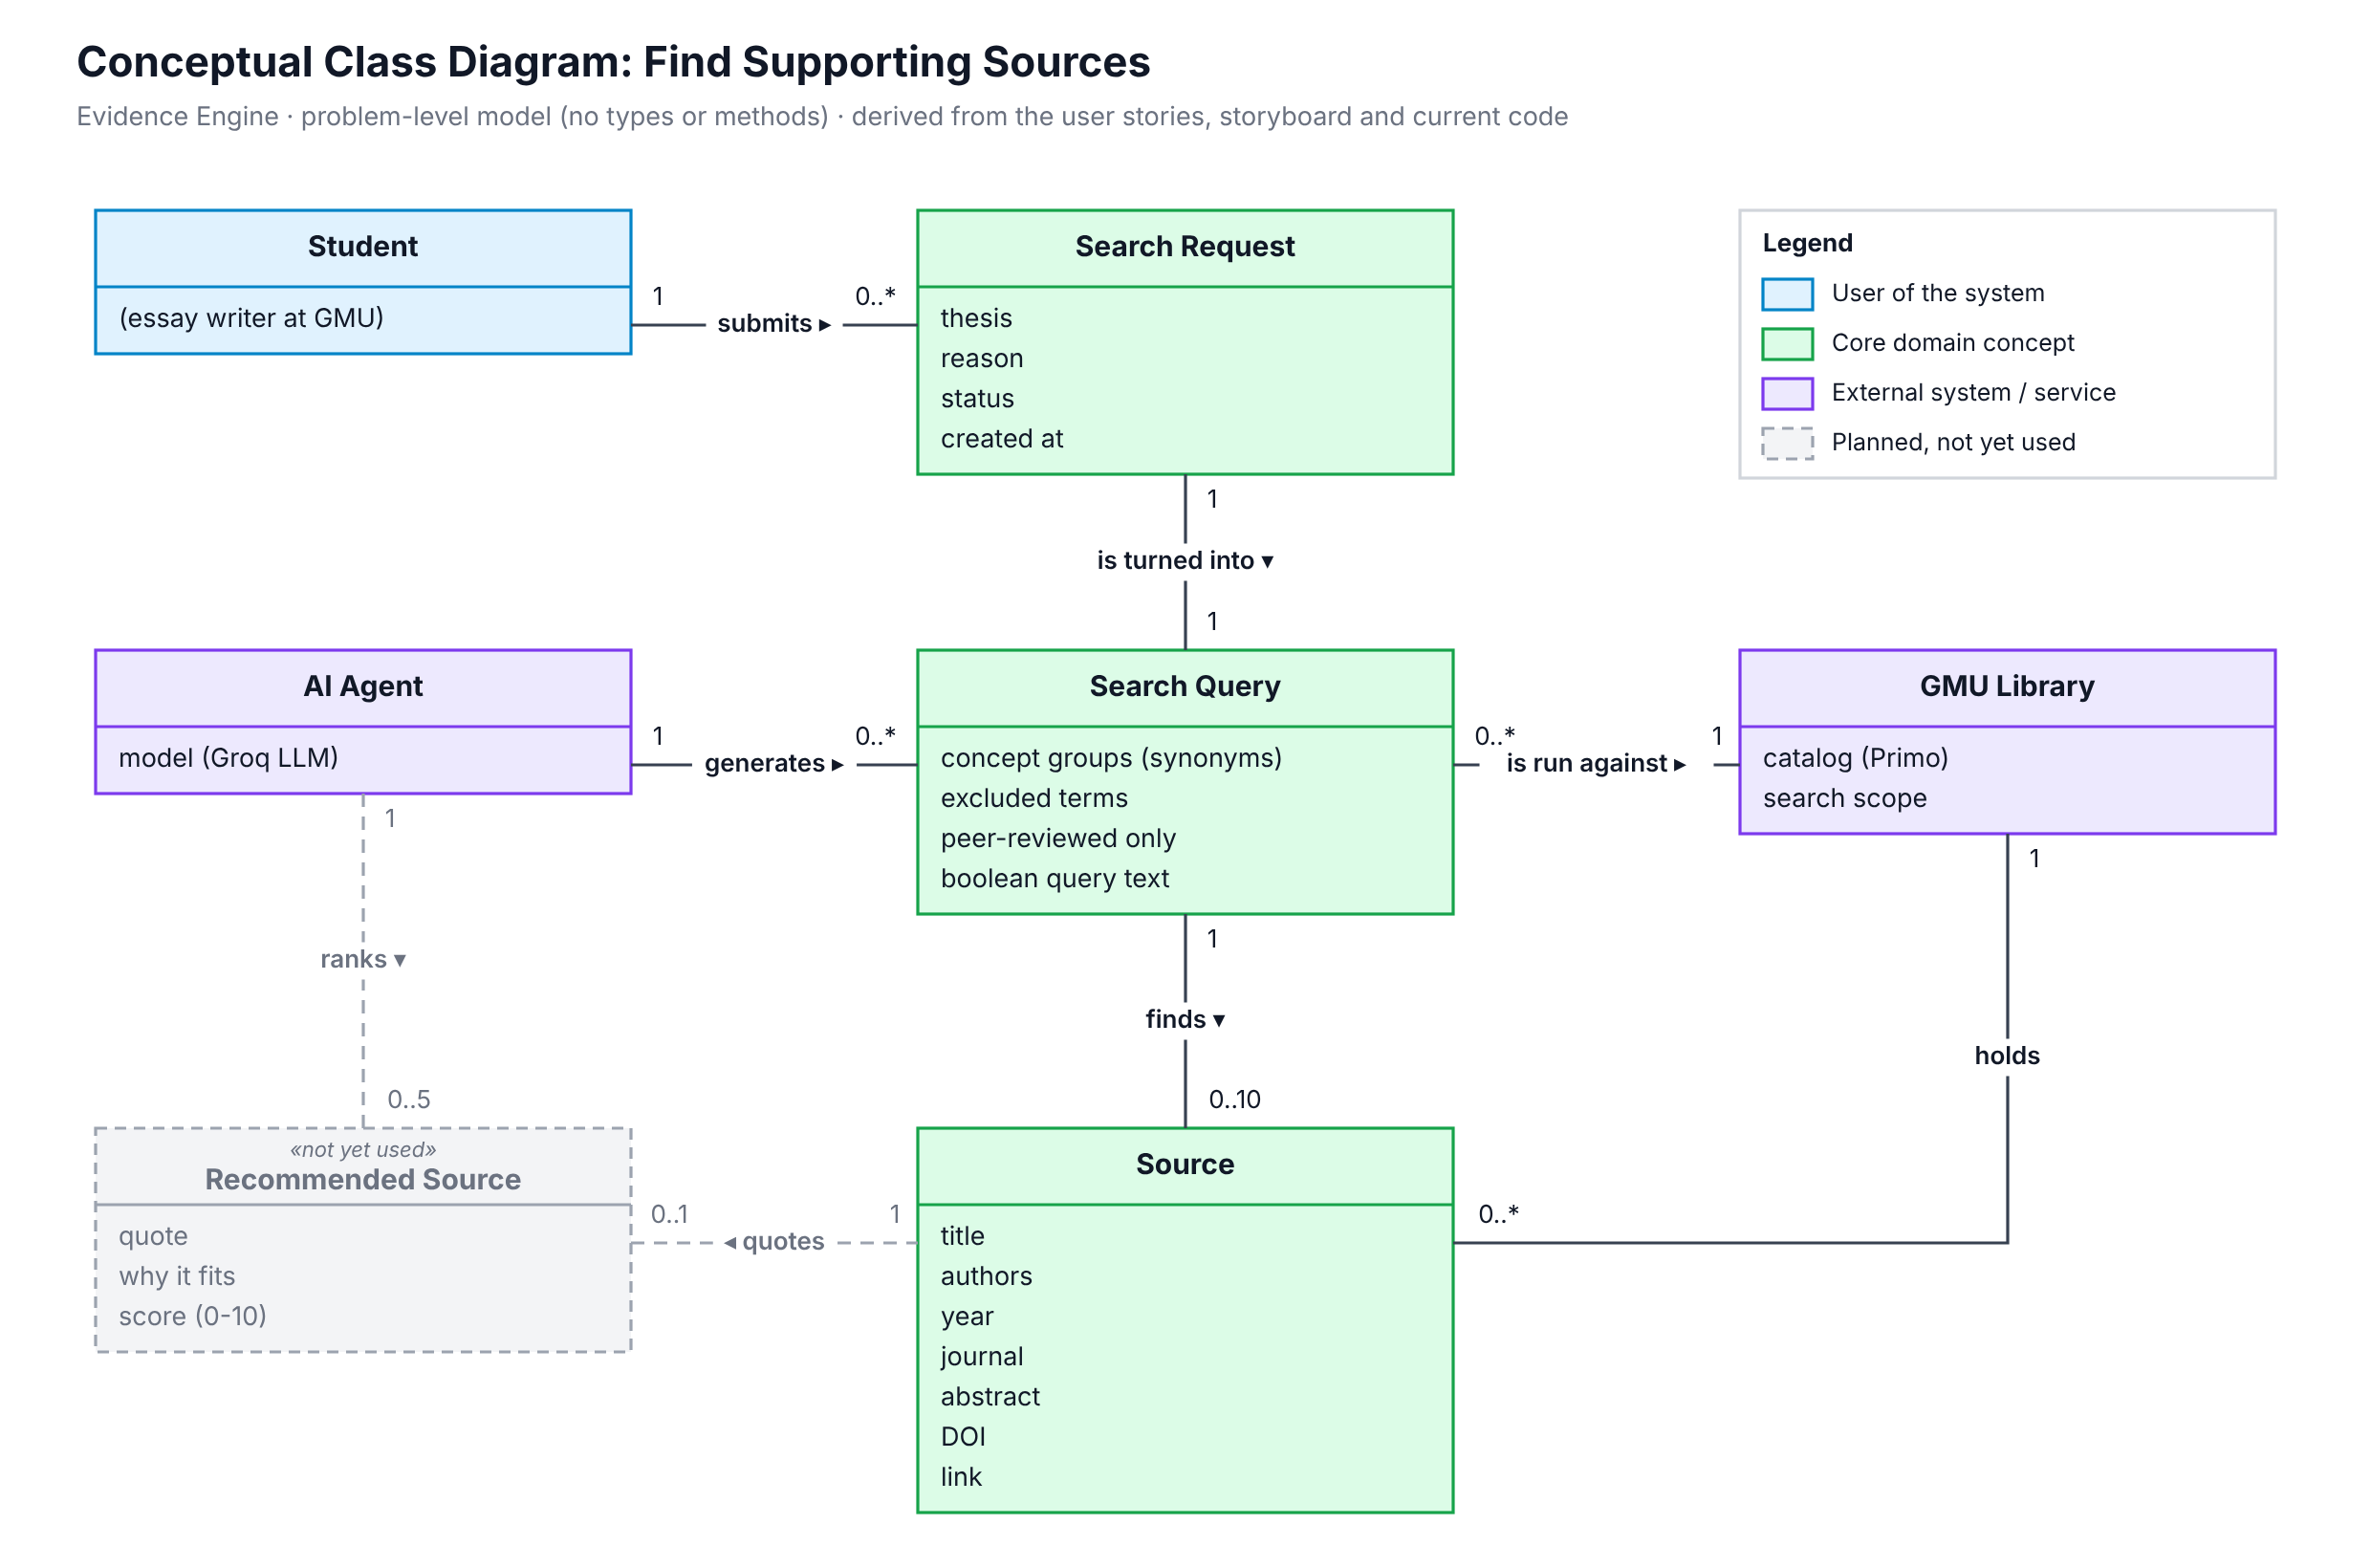 Conceptual Class Diagram: Find Supporting Sources
Evidence Engine · problem-level model (no types or methods) · derived from the user stories, storyboard and current code
Student
(essay writer at GMU)
1
submits ▸
0..*
Search Request
thesis
reason
status
created at
Legend
User of the system
Core domain concept
External system / service
Planned, not yet used
1
is turned into ▾
1
AI Agent
model (Groq LLM)
1
generates ▸
0..*
Search Query
concept groups (synonyms)
excluded terms
peer-reviewed only
boolean query text
0..*
is run against ▸
1
GMU Library
catalog (Primo)
search scope
1
ranks ▾
0..5
1
finds ▾
0..10
1
holds
0..*
«not yet used»
Recommended Source
quote
why it fits
score (0-10)
0..1
◂ quotes
1
Source
title
authors
year
journal
abstract
DOI
link